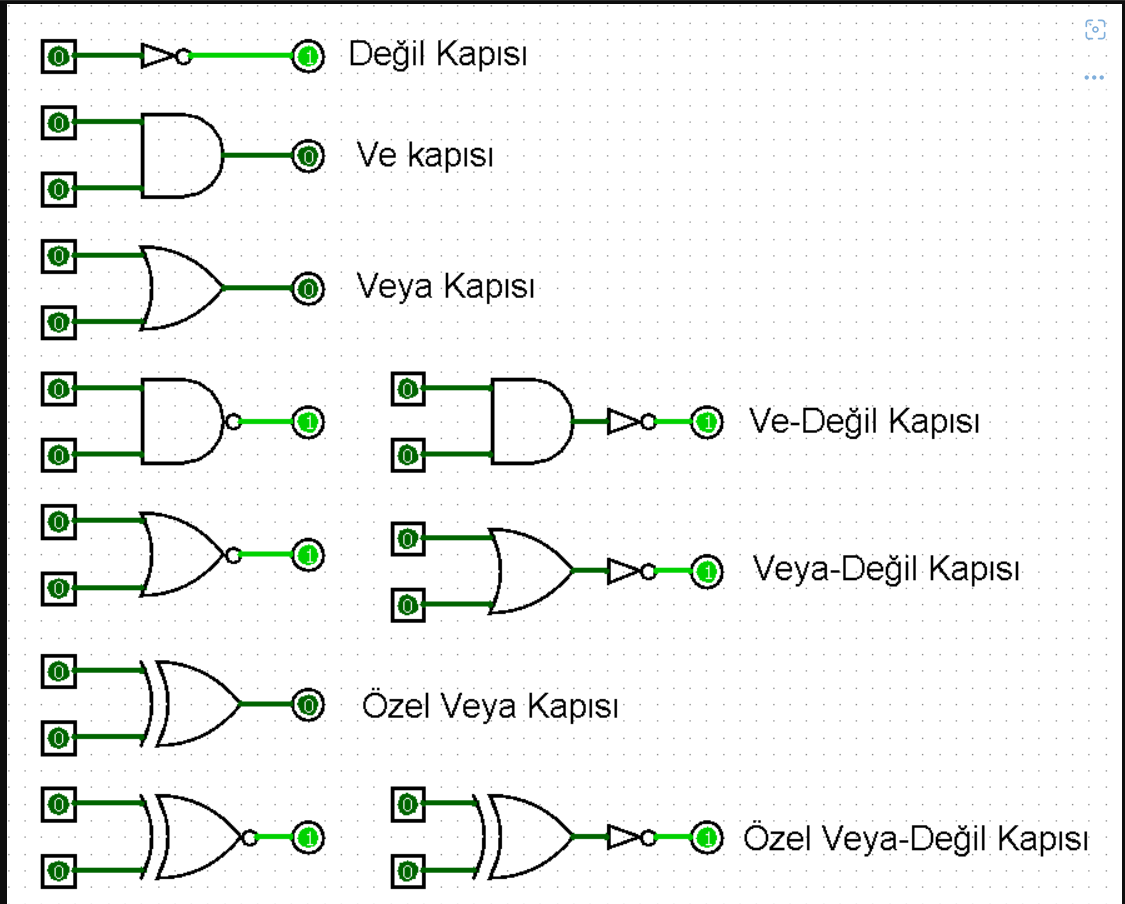 0 1 Değil Kapısı
0
0 Ve kapısı
0
0
0 Veya Kapısı
0
0 0
1 1 Ve-Değil Kapısı
0 0
0 0
1 1 Veya-Değil Kapısı
0 0
0
0 Özel Veya Kapısı
0
0 0
1 1 Özel Veya-Değil Kapısı
0 0